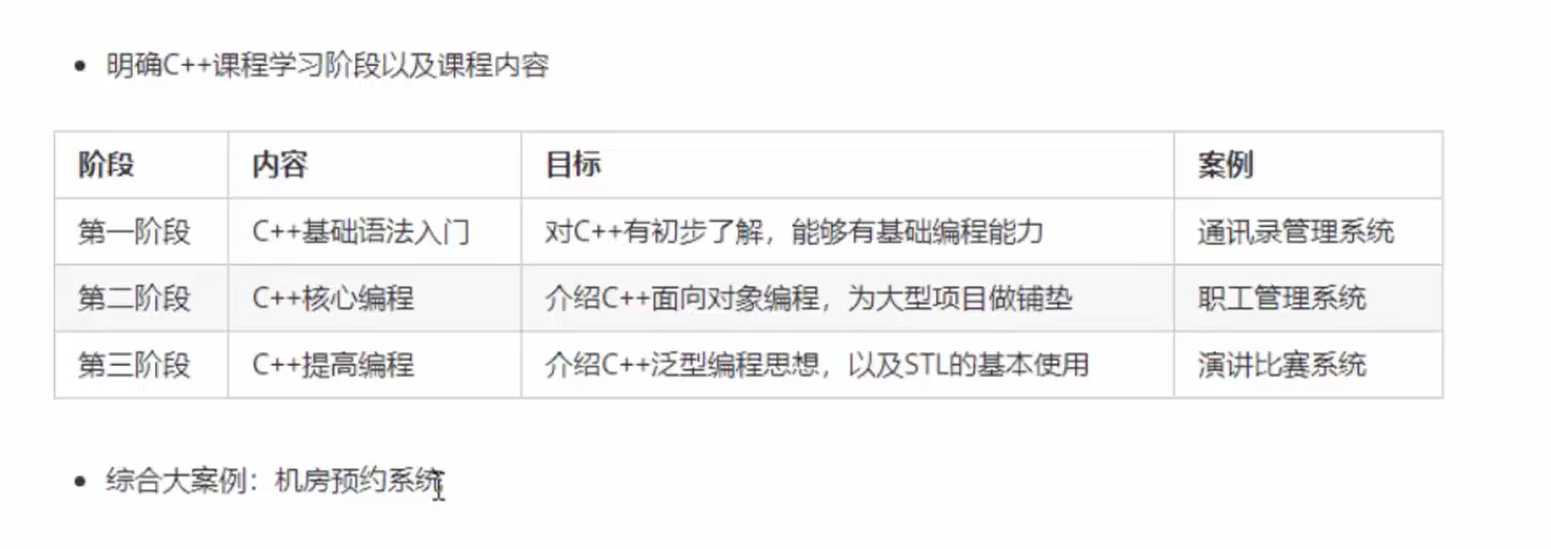 明确C++课程学习阶段以及课程内容
阶段 内容 目标 案例
第一阶段 C++基础语法入门 对C++有初步了解，能够有基础编程能力 通讯录管理系统
第二阶段 C++核心编程 介绍C++面向对象编程，为大型项目做铺垫 职工管理系统
第三阶段 C++提高编程 介绍C++泛型编程思想，以及STL的基本使用 演讲比赛系统
综合大案例：机房预约系统